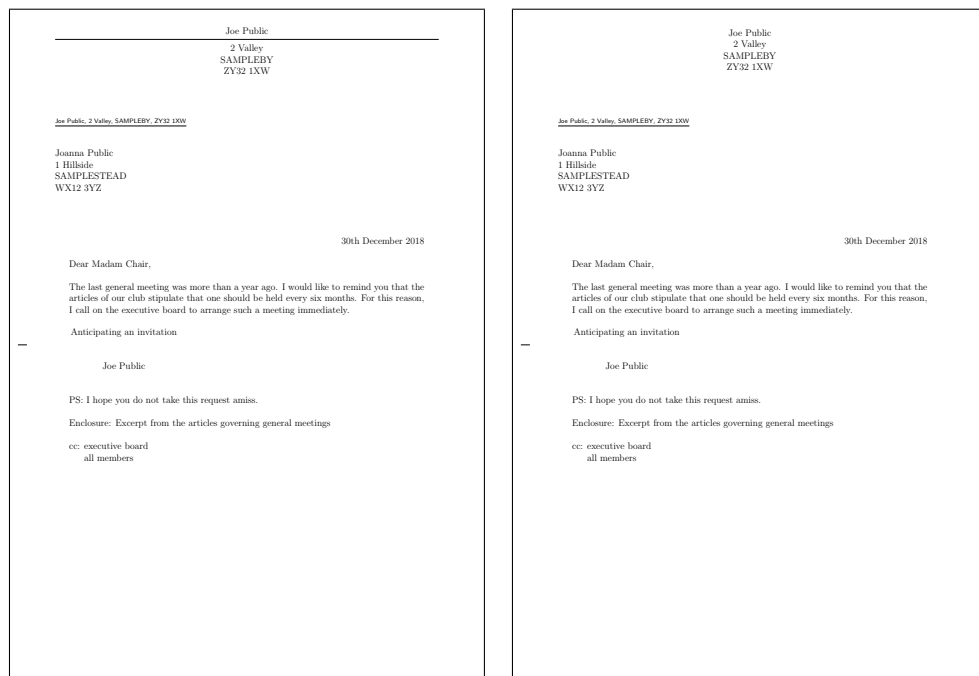 Joe Public
2 Valley
SAMPLEBY
ZY32 1XW
Joe Public, 2 Valley, SAMPLEBY, ZY32 1XW
Joanna Public
1 Hillside
SAMPLESTEAD
WX12 3YZ
30th December 2018
Dear Madam Chair,
The last general meeting was more than a year ago. I would like to remind you that the
articles of our club stipulate that one should be held every six months. For this reason,
I call on the executive board to arrange such a meeting immediately.
Anticipating an invitation
Joe Public
PS: I hope you do not take this request amiss.
Enclosure: Excerpt from the articles governing general meetings
cc: executive board
all members
Joe Public
2 Valley
SAMPLEBY
ZY32 1XW
Joe Public, 2 Valley, SAMPLEBY, ZY32 1XW
Joanna Public
1 Hillside
SAMPLESTEAD
WX12 3YZ
30th December 2018
Dear Madam Chair,
The last general meeting was more than a year ago. I would like to remind you that the
articles of our club stipulate that one should be held every six months. For this reason,
I call on the executive board to arrange such a meeting immediately.
Anticipating an invitation
Joe Public
PS: I hope you do not take this request amiss.
Enclosure: Excerpt from the articles governing general meetings
cc: executive board
all members